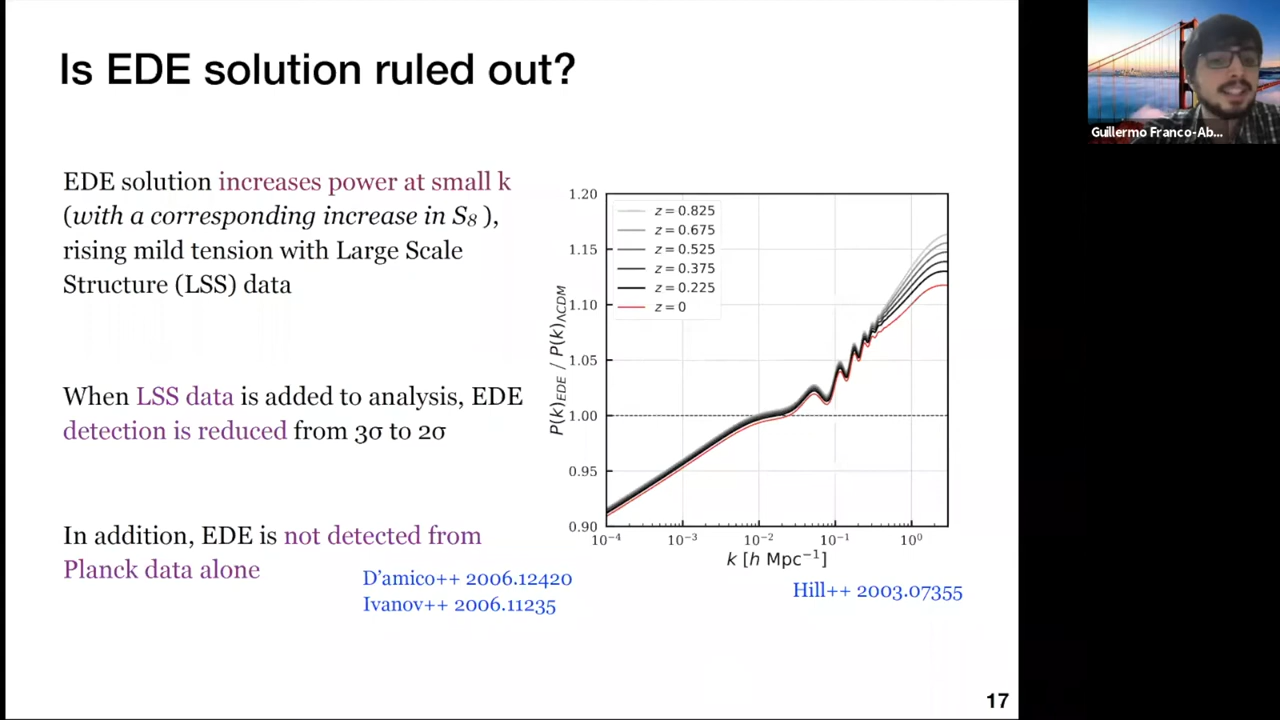 Is EDE solution ruled out?
Guillermo Franco-Ab...
EDE solution increases power at small k
(with a corresponding increase in S₈ ),
rising mild tension with Large Scale
Structure (LSS) data
When LSS data is added to analysis, EDE
detection is reduced from 3σ to 2σ
In addition, EDE is not detected from
Planck data alone
D'amico++ 2006.12420
Ivanov++ 2006.11235
1.20
1.15
1.10
1.05
1.00
0.95
0.90
P(k)EDE / P(k)ΛCDM
z = 0.825
z = 0.675
z = 0.525
z = 0.375
z = 0.225
z = 0
10⁻⁴ 10⁻³ 10⁻² 10⁻¹ 10⁰
k [h Mpc⁻¹]
Hill++ 2003.07355
17